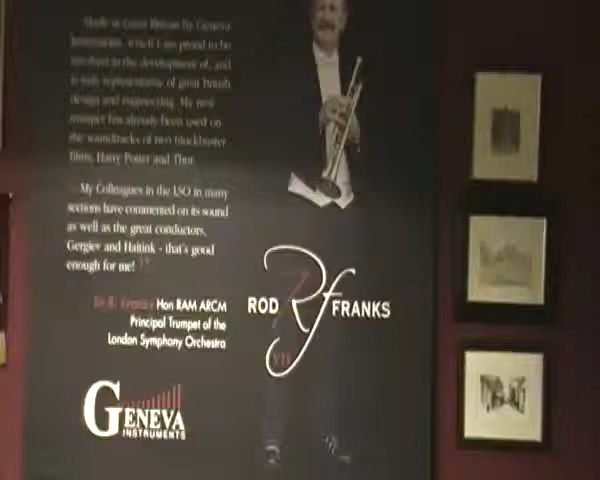 Made in Great Britain by Geneva
Instruments, which I am proud to be
involved in the development of, and
is truly representative of great British
design and engineering. My new
trumpet has already been used on
the soundtracks of two blockbuster
films, Harry Potter and Thor.
My Colleagues in the LSO in many
sections have commented on its sound
as well as the great conductors,
Gergiev and Haitink - that's good
enough for me!"
Hon RAM ARCM
Principal Trumpet of the
London Symphony Orchestra
ROD Rf FRANKS
GENEVA
INSTRUMENTS